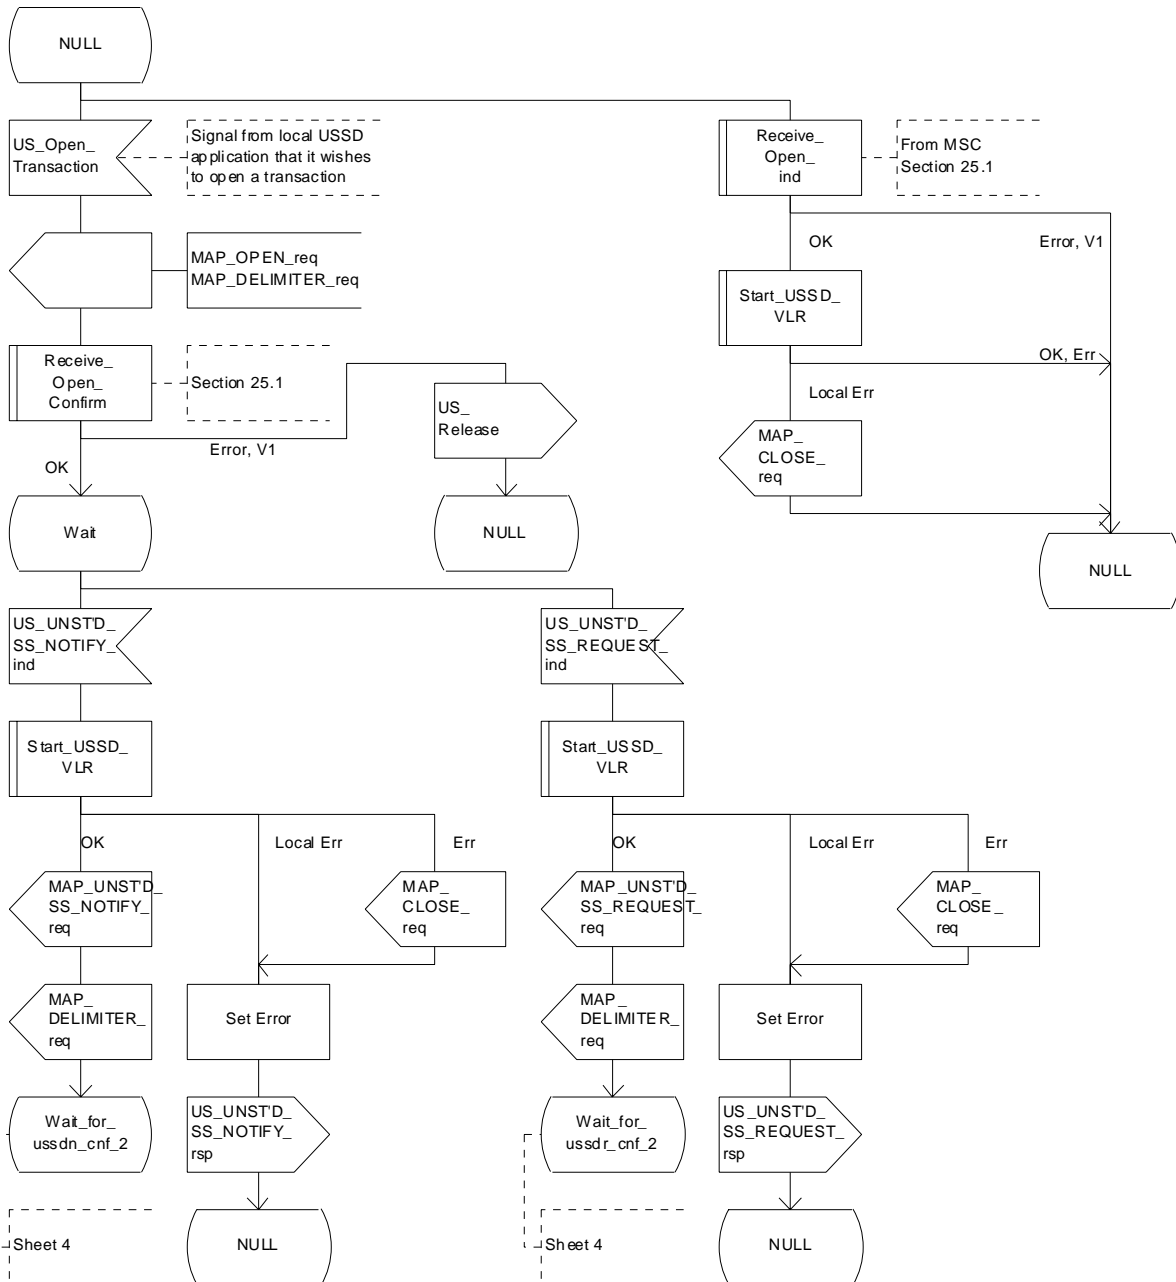 NULL
US_Open_
Transaction
Signal from local USSD
application that it wishes
to open a transaction
Receive_
Open_
ind
From MSC
Section 25.1
MAP_OPEN_req
MAP_DELIMITER_req
OK
Error, V1
Start_USSD_
VLR
Receive_
Open_
Confirm
Section 25.1
OK, Err
Local Err
US_
Release
Error, V1
OK
MAP_
CLOSE_
req
Wait
NULL
NULL
US_UNST'D_
SS_NOTIFY_
ind
US_UNST'D_
SS_REQUEST_
ind
Start_USSD_
VLR
Start_USSD_
VLR
OK
Local Err
Err
OK
Local Err
Err
MAP_UNST'D_
SS_NOTIFY_
req
MAP_
CLOSE_
req
MAP_UNST'D_
SS_REQUEST_
req
MAP_
CLOSE_
req
MAP_
DELIMITER_
req
Set Error
MAP_
DELIMITER_
req
Set Error
Wait_for_
ussdn_cnf_2
US_UNST'D_
SS_NOTIFY_
rsp
Wait_for_
ussdr_cnf_2
US_UNST'D_
SS_REQUEST_
rsp
Sheet 4
NULL
Sheet 4
NULL